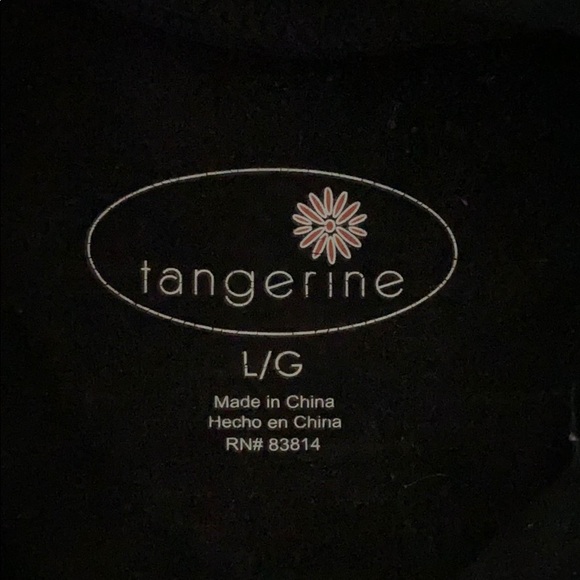 tangerine
L/G
Made in China
Hecho en China
RN# 83814